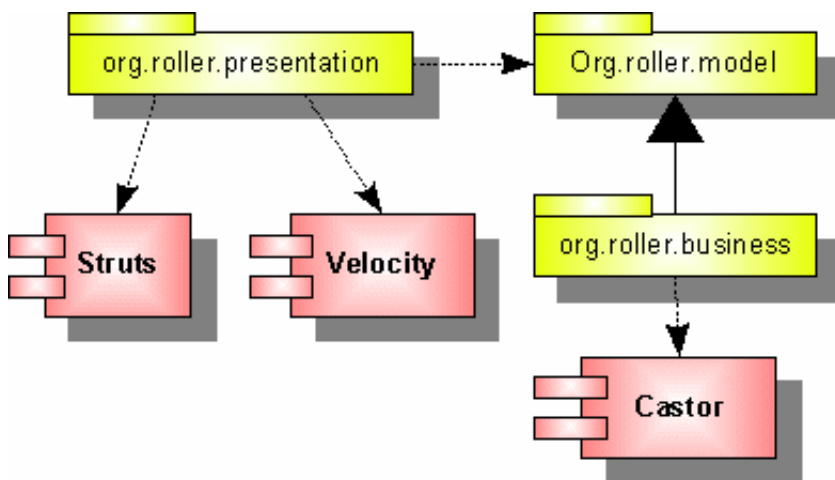 org.roller.presentation
Org.roller.model
Struts
Velocity
org.roller.business
Castor